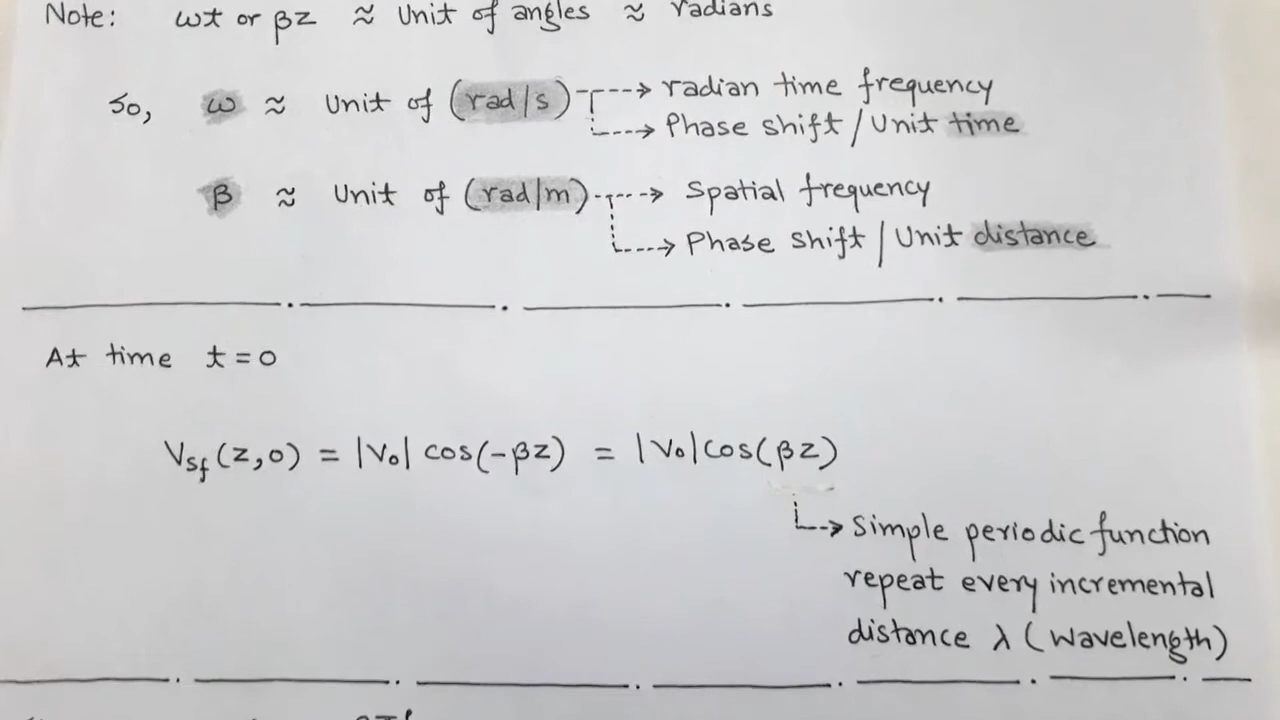 Note: ωt or βz ≈ Unit of angles ≈ radians
So, ω ≈ Unit of (rad/s) → radian time frequency
→ Phase shift / Unit time
β ≈ Unit of (rad/m) → Spatial frequency
→ Phase shift / Unit distance
At time t = 0
Vsf (z,0) = |V0| cos(-βz) = |V0| cos(βz)
→ Simple periodic function
repeat every incremental
distance λ (wavelength)